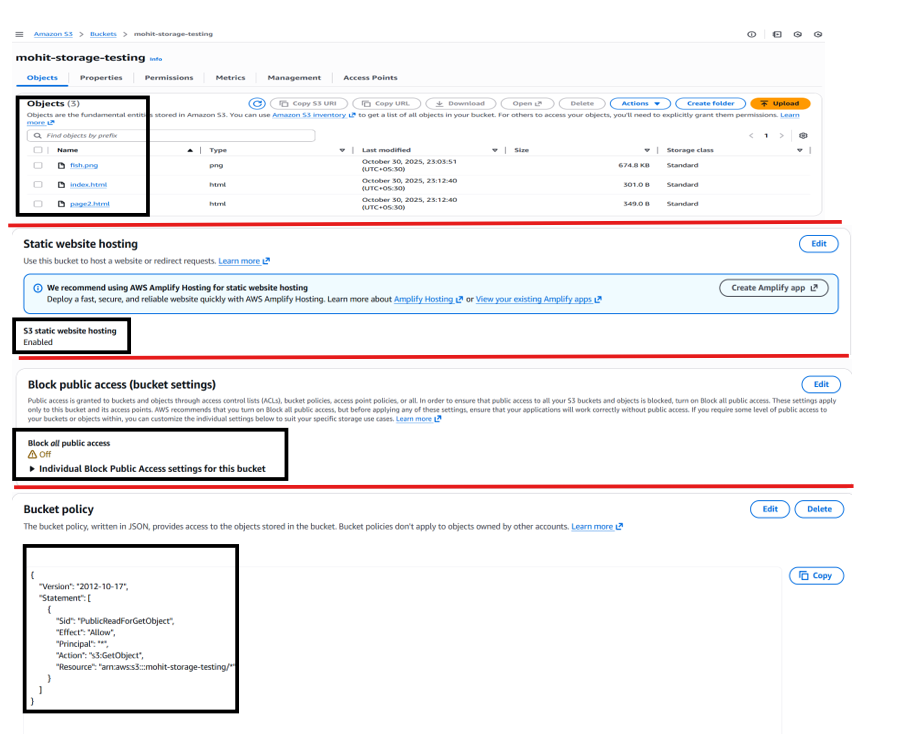 Amazon S3 > Buckets > mohit-storage-testing
mohit-storage-testing Info
Objects Properties Permissions Metrics Management Access Points
Objects (3)
Copy S3 URI Copy URL Download Open Delete Actions Create folder Upload
Objects are the fundamental entities stored in Amazon S3. You can use Amazon S3 inventory to get a list of all objects in your bucket. For others to access your objects, you'll need to explicitly grant them permissions. Learn
more
Find objects by prefix
< 1 >
Name Type Last modified Size Storage class
fish.png png October 30, 2025, 23:03:51 (UTC+05:30) 674.8 KB Standard
index.html html October 30, 2025, 23:12:40 (UTC+05:30) 301.0 B Standard
page2.html html October 30, 2025, 23:12:40 (UTC+05:30) 349.0 B Standard
Static website hosting
Edit
Use this bucket to host a website or redirect requests. Learn more
We recommend using AWS Amplify Hosting for static website hosting
Deploy a fast, secure, and reliable website quickly with AWS Amplify Hosting. Learn more about Amplify Hosting or View your existing Amplify apps
Create Amplify app
S3 static website hosting
Enabled
Block public access (bucket settings)
Edit
Public access is granted to buckets and objects through access control lists (ACLs), bucket policies, access point policies, or all. In order to ensure that public access to all your S3 buckets and objects is blocked, turn on Block all public access. These settings apply
only to this bucket and its access points. AWS recommends that you turn on Block all public access, but before applying any of these settings, ensure that your applications will work correctly without public access. If you require some level of public access to
your buckets or objects within, you can customize the individual settings below to suit your specific storage use cases. Learn more
Block all public access
Off
Individual Block Public Access settings for this bucket
Bucket policy
Edit Delete
The bucket policy, written in JSON, provides access to the objects stored in the bucket. Bucket policies don't apply to objects owned by other accounts. Learn more
Copy
{
"Version": "2012-10-17",
"Statement": [
{
"Sid": "PublicReadForGetObject",
"Effect": "Allow",
"Principal": "*",
"Action": "s3:GetObject",
"Resource": "arn:aws:s3:::mohit-storage-testing/*"
}
]
}